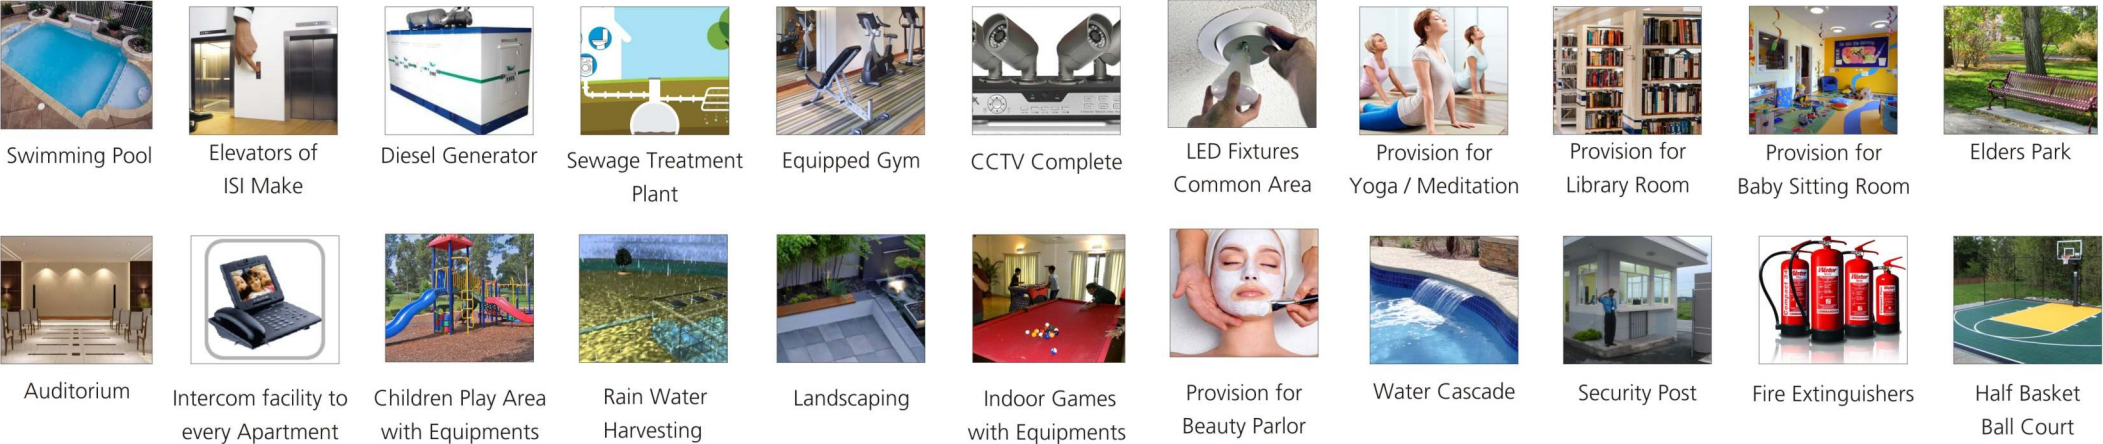 Swimming Pool
Elevators of
ISI Make
Diesel Generator
Sewage Treatment
Plant
Equipped Gym
CCTV Complete
LED Fixtures
Common Area
Provision for
Yoga / Meditation
Provision for
Library Room
Provision for
Baby Sitting Room
Elders Park
Auditorium
Intercom facility to
every Apartment
Children Play Area
with Equipments
Rain Water
Harvesting
Landscaping
Indoor Games
with Equipments
Provision for
Beauty Parlor
Water Cascade
Security Post
Fire Extinguishers
Half Basket
Ball Court